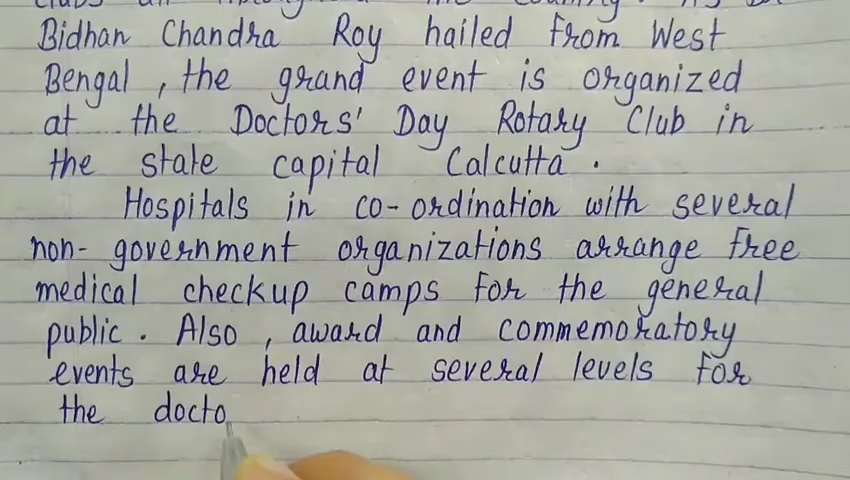 Bidhan Chandra Roy hailed from West
Bengal, the grand event is organized
at the Doctors' Day Rotary Club in
the state capital Calcutta.
Hospitals in co-ordination with several
non-government organizations arrange free
medical checkup camps for the general
public. Also, award and commemoratory
events are held at several levels for
the docto